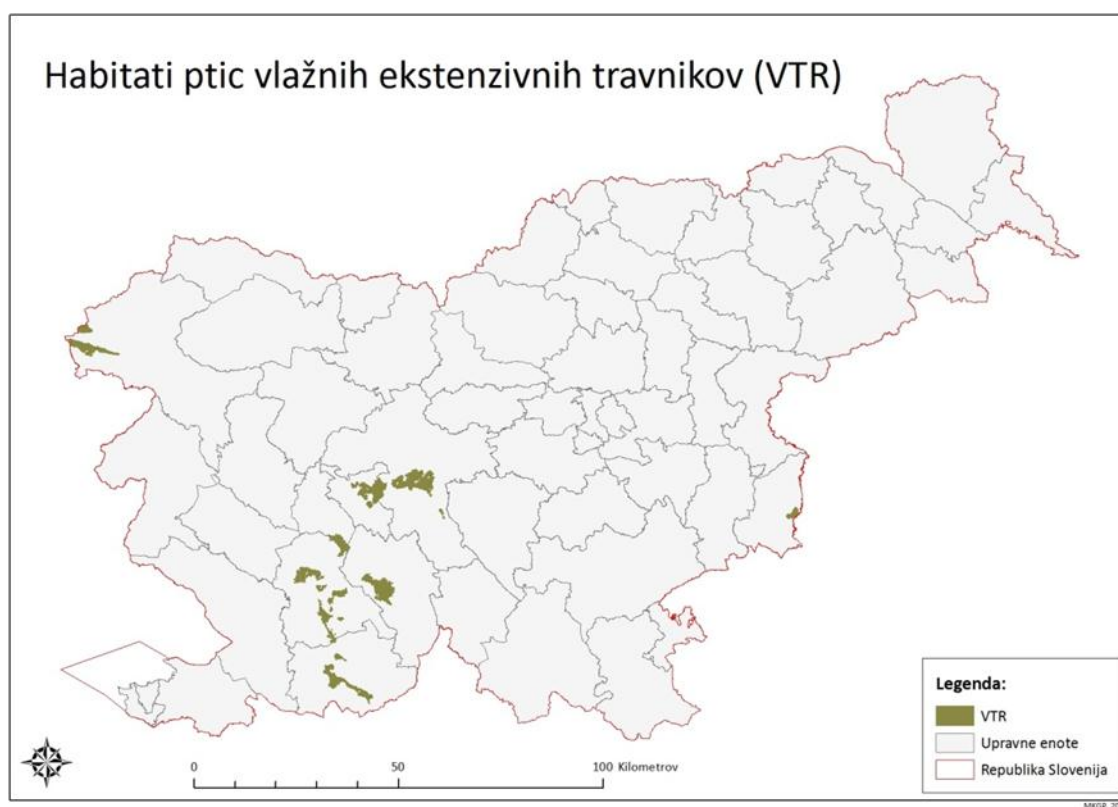 Habitati ptic vlažnih ekstenzivnih travnikov (VTR)
Legenda:
VTR
Upravne enote
Republika Slovenija
0 50 100 Kilometrov